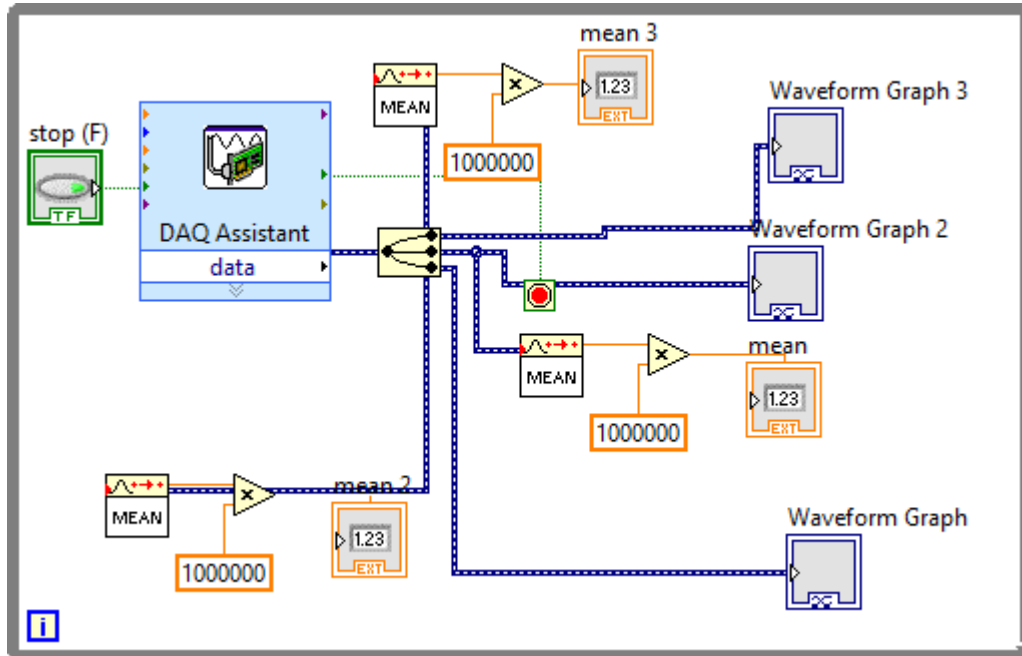 mean 3
1.23
EXT
MEAN
1000000
Waveform Graph 3
stop (F)
TF
DAQ Assistant
data
Waveform Graph 2
MEAN
1000000
mean
1.23
EXT
MEAN
1000000
mean 2
1.23
EXT
Waveform Graph
i